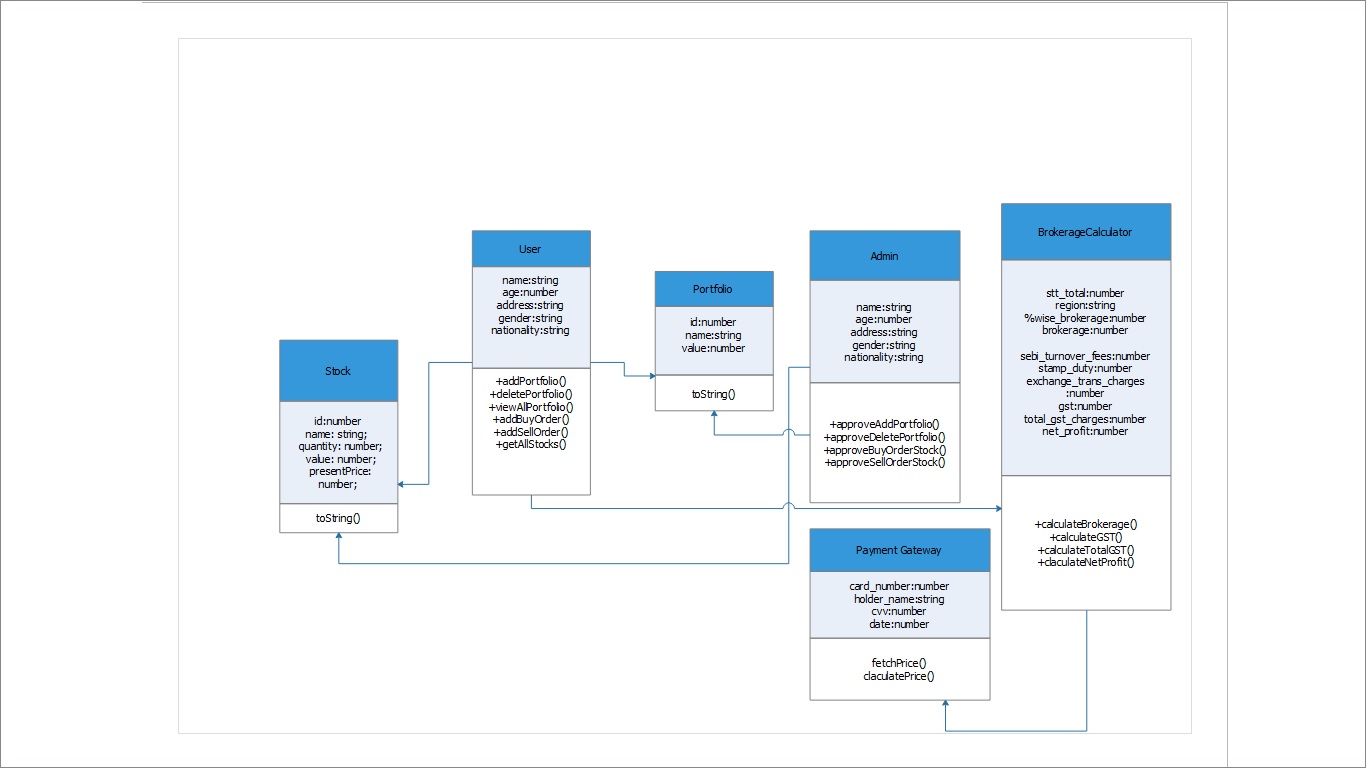 Stock
id:number
name: string;
quantity: number;
value: number;
presentPrice:
number;
toString()
User
name:string
age:number
address:string
gender:string
nationality:string
+addPortfolio()
+deletePortfolio()
+viewAllPortfolio()
+addBuyOrder()
+addSellOrder()
+getAllStocks()
Portfolio
id:number
name:string
value:number
toString()
Admin
name:string
age:number
address:string
gender:string
nationality:string
+approveAddPortfolio()
+approveDeletePortfolio()
+approveBuyOrderStock()
+approveSellOrderStock()
Payment Gateway
card_number:number
holder_name:string
cvv:number
date:number
fetchPrice()
claculatePrice()
BrokerageCalculator
stt_total:number
region:string
%wise_brokerage:number
brokerage:number
sebi_turnover_fees:number
stamp_duty:number
exchange_trans_charges
:number
gst:number
total_gst_charges:number
net_profit:number
+calculateBrokerage()
+calculateGST()
+calculateTotalGST()
+claculateNetProfit()